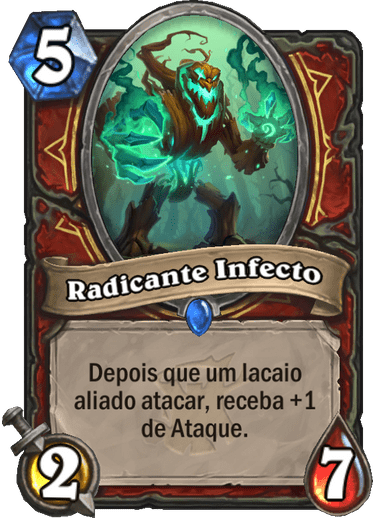 5
Radicante Infecto
Depois que um lacaio
aliado atacar, receba +1
de Ataque.
2
7